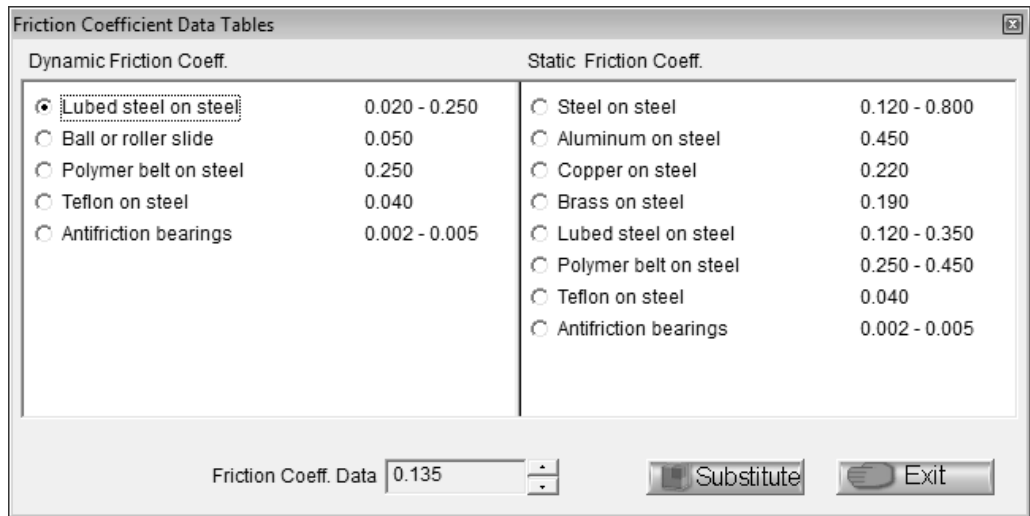 Friction Coefficient Data Tables
Dynamic Friction Coeff.
Lubed steel on steel 0.020 - 0.250
Ball or roller slide 0.050
Polymer belt on steel 0.250
Teflon on steel 0.040
Antifriction bearings 0.002 - 0.005
Static Friction Coeff.
Steel on steel 0.120 - 0.800
Aluminum on steel 0.450
Copper on steel 0.220
Brass on steel 0.190
Lubed steel on steel 0.120 - 0.350
Polymer belt on steel 0.250 - 0.450
Teflon on steel 0.040
Antifriction bearings 0.002 - 0.005
Friction Coeff. Data 0.135
Substitute
Exit